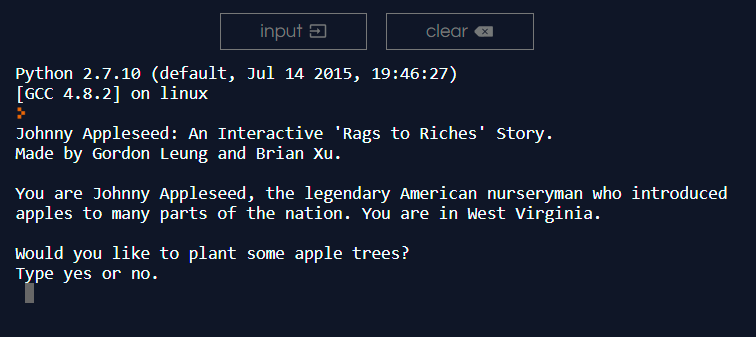 input
clear
Python 2.7.10 (default, Jul 14 2015, 19:46:27)
[GCC 4.8.2] on linux
Johnny Appleseed: An Interactive 'Rags to Riches' Story.
Made by Gordon Leung and Brian Xu.
You are Johnny Appleseed, the legendary American nurseryman who introduced
apples to many parts of the nation. You are in West Virginia.
Would you like to plant some apple trees?
Type yes or no.